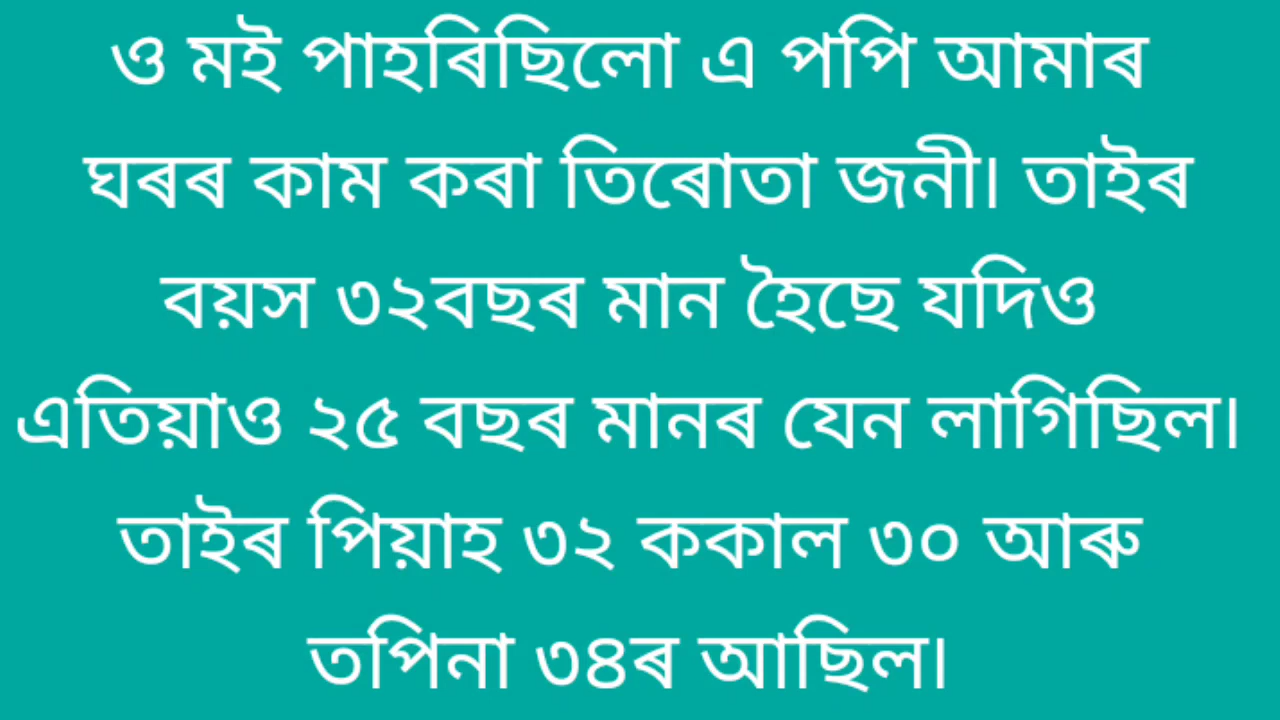 ও মই পাহৰিছিলো এ পপি আমাৰ
ঘৰৰ কাম কৰা তিৰোতা জনী। তাইৰ
বয়স ৩২বছৰ মান হৈছে যদিও
এতিয়াও ২৫ বছৰ মানৰ যেন লাগিছিল।
তাইৰ পিয়াহ ৩২ ককাল ৩০ আৰু
তপিনা ৩৪ৰ আছিল।